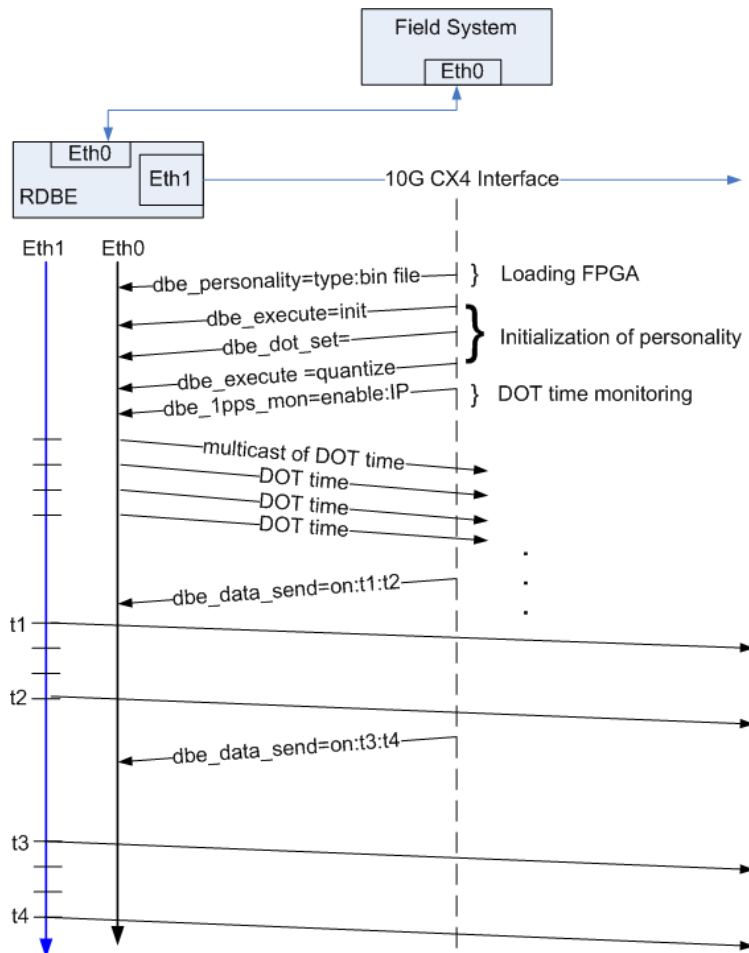 Field System
Eth0
Eth0
Eth1
RDBE
10G CX4 Interface
Eth1
Eth0
dbe_personality=type:bin file
} Loading FPGA
dbe_execute=init
dbe_dot_set=
} Initialization of personality
dbe_execute =quantize
dbe_1pps_mon=enable:IP
} DOT time monitoring
multicast of DOT time
DOT time
DOT time
DOT time
.
.
.
dbe_data_send=on:t1:t2
t1
t2
dbe_data_send=on:t3:t4
t3
t4